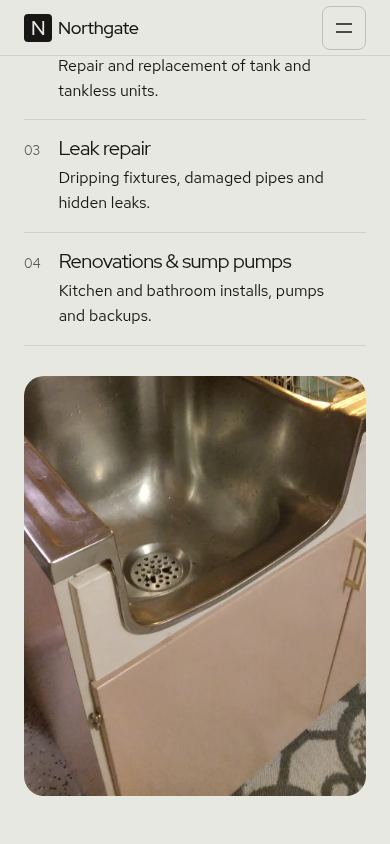 N Northgate
Repair and replacement of tank and
tankless units.
03 Leak repair
Dripping fixtures, damaged pipes and
hidden leaks.
04 Renovations & sump pumps
Kitchen and bathroom installs, pumps
and backups.